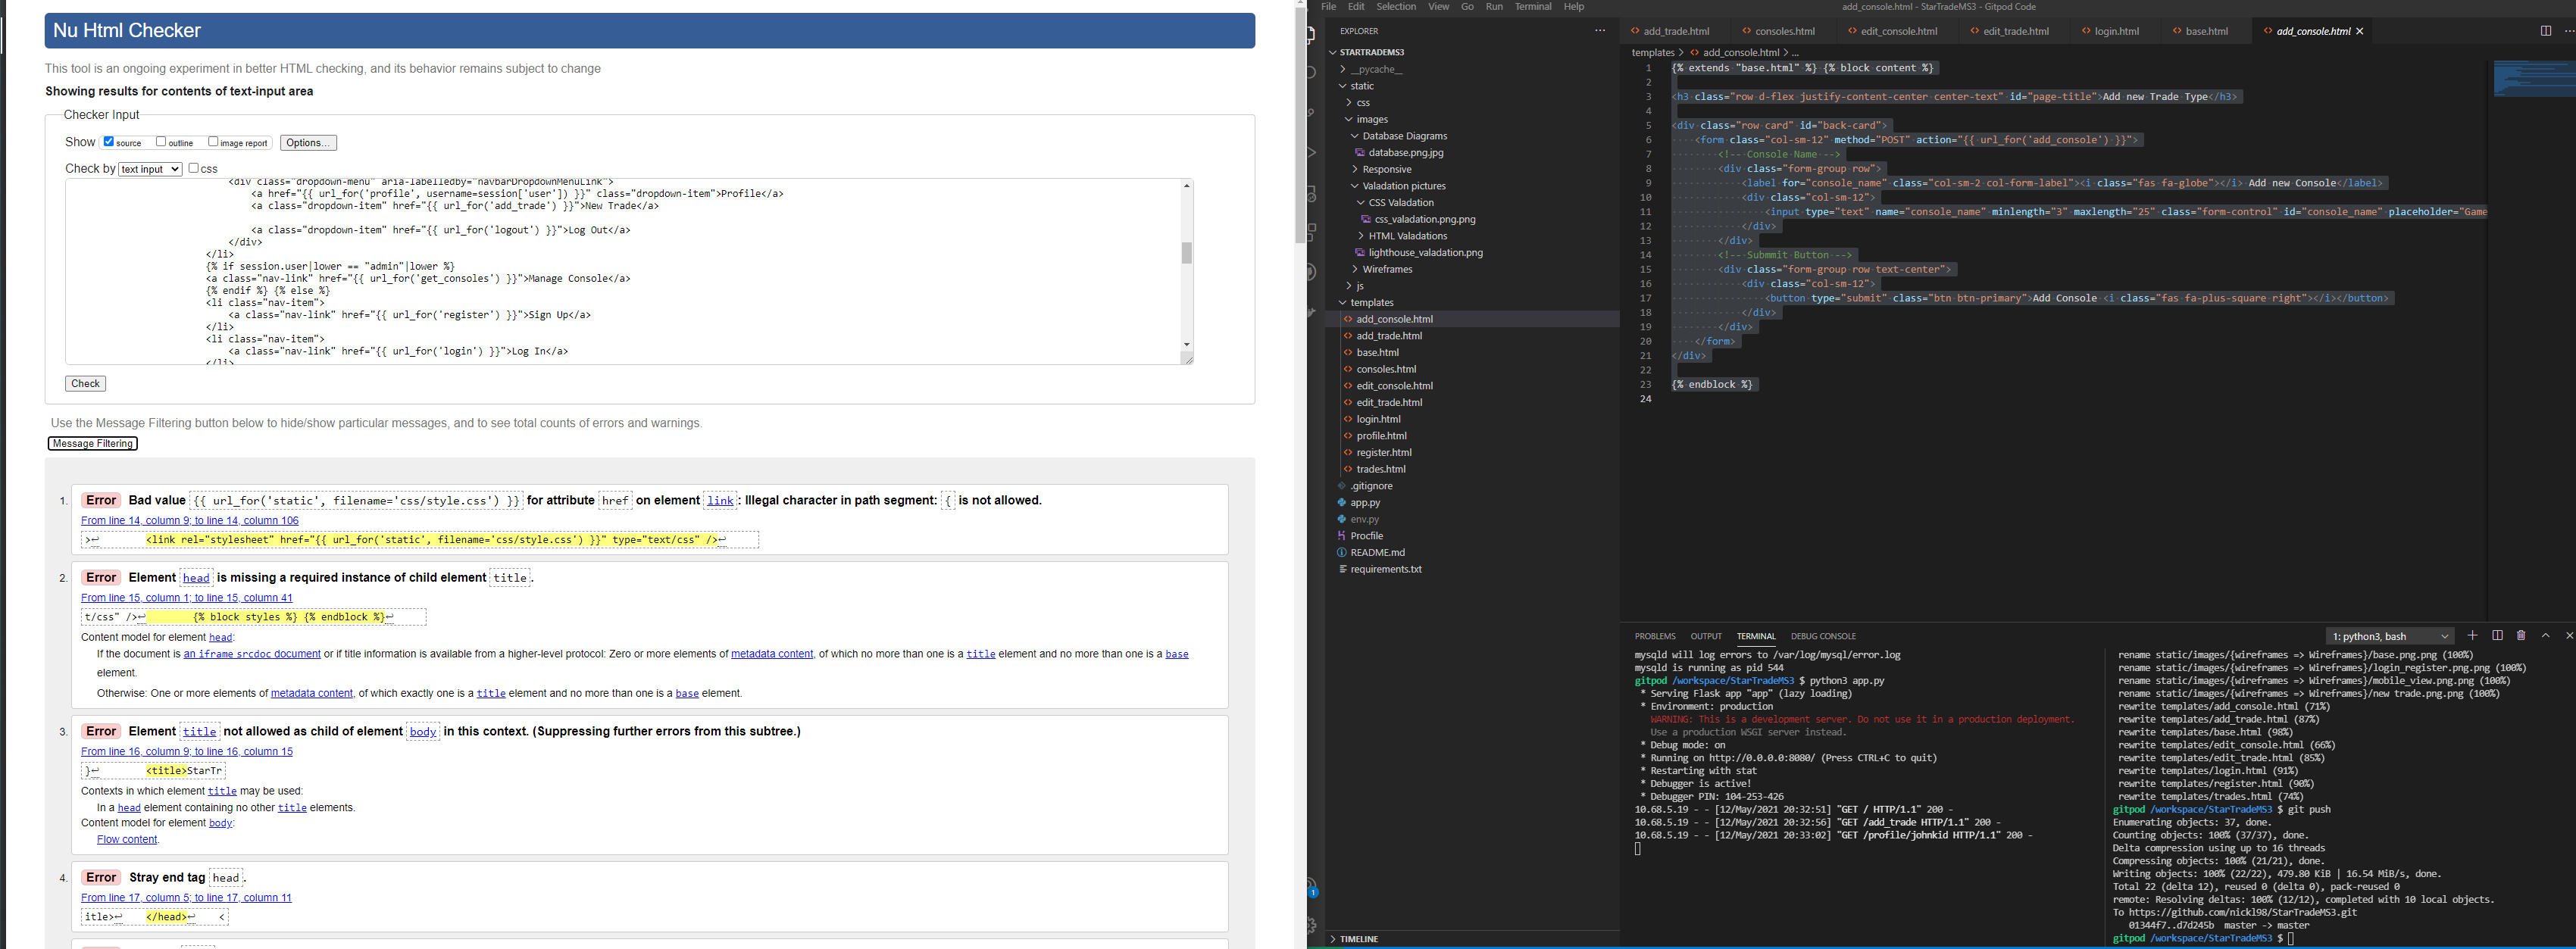 Nu Html Checker
This tool is an ongoing experiment in better HTML checking, and its behavior remains subject to change
Showing results for contents of text-input area
Checker Input
Show source outline image report Options...
Check by text input css
<div class="dropdown-menu" aria-labelledby="navbarDropdownMenuLink">
<a href="{{ url_for('profile', username=session['user']) }}" class="dropdown-item">Profile</a>
<a class="dropdown-item" href="{{ url_for('add_trade') }}">New Trade</a>
<a class="dropdown-item" href="{{ url_for('logout') }}">Log Out</a>
</div>
</li>
{% if session.user|lower == "admin"|lower %}
<a class="nav-link" href="{{ url_for('get_consoles') }}">Manage Console</a>
{% endif %} {% else %}
<li class="nav-item">
<a class="nav-link" href="{{ url_for('register') }}">Sign Up</a>
</li>
<li class="nav-item">
<a class="nav-link" href="{{ url_for('login') }}">Log In</a>
</li>
Check
Use the Message Filtering button below to hide/show particular messages, and to see total counts of errors and warnings.
Message Filtering
1. Error Bad value {{ url_for('static', filename='css/style.css') }} for attribute href on element link: Illegal character in path segment: { is not allowed.
From line 14, column 9; to line 14, column 106
>↩ <link rel="stylesheet" href="{{ url_for('static', filename='css/style.css') }}" type="text/css" />↩
2. Error Element head is missing a required instance of child element title.
From line 15, column 1; to line 15, column 41
t/css" />↩ {% block styles %} {% endblock %}↩
Content model for element head:
If the document is an iframe srcdoc document or if title information is available from a higher-level protocol: Zero or more elements of metadata content, of which no more than one is a title element and no more than one is a base
element.
Otherwise: One or more elements of metadata content, of which exactly one is a title element and no more than one is a base element.
3. Error Element title not allowed as child of element body in this context. (Suppressing further errors from this subtree.)
From line 16, column 9; to line 16, column 15
}↩ <title>StarTr
Contexts in which element title may be used:
In a head element containing no other title elements.
Content model for element body:
Flow content.
4. Error Stray end tag head.
From line 17, column 5; to line 17, column 11
itle>↩ </head>↩ <
File Edit Selection View Go Run Terminal Help
add_console.html - StarTradeMS3 - Gitpod Code
EXPLORER
STARTRADEMS3
__pycache__
static
css
images
Database Diagrams
database.png.jpg
Responsive
Valadation pictures
CSS Valadation
css_valadation.png.png
HTML Valadations
lighthouse_valadation.png
Wireframes
js
templates
add_console.html
add_trade.html
base.html
consoles.html
edit_console.html
edit_trade.html
login.html
profile.html
register.html
trades.html
.gitignore
app.py
env.py
Procfile
README.md
requirements.txt
TIMELINE
1
add_trade.html consoles.html edit_console.html edit_trade.html login.html base.html add_console.html
templates > add_console.html > ...
1 {% extends "base.html" %} {% block content %}
2
3 <h3 class="row d-flex justify-content-center center-text" id="page-title">Add new Trade Type</h3>
4
5 <div class="row card" id="back-card">
6 <form class="col-sm-12" method="POST" action="{{ url_for('add_console') }}">
7 <!-- Console Name -->
8 <div class="form-group row">
9 <label for="console_name" class="col-sm-2 col-form-label"><i class="fas fa-globe"></i> Add new Console</label>
10 <div class="col-sm-12">
11 <input type="text" name="console_name" minlength="3" maxlength="25" class="form-control" id="console_name" placeholder="Game
12 </div>
13 </div>
14 <!-- Submmit Button -->
15 <div class="form-group row text-center">
16 <div class="col-sm-12">
17 <button type="submit" class="btn btn-primary">Add Console <i class="fas fa-plus-square right"></i></button>
18 </div>
19 </div>
20 </form>
21 </div>
22
23 {% endblock %}
24
PROBLEMS OUTPUT TERMINAL DEBUG CONSOLE
1: python3, bash
mysqld will log errors to /var/log/mysql/error.log
mysqld is running as pid 544
gitpod /workspace/StarTradeMS3 $ python3 app.py
* Serving Flask app "app" (lazy loading)
* Environment: production
WARNING: This is a development server. Do not use it in a production deployment.
Use a production WSGI server instead.
* Debug mode: on
* Running on http://0.0.0.0:8080/ (Press CTRL+C to quit)
* Restarting with stat
* Debugger is active!
* Debugger PIN: 104-253-426
10.68.5.19 - - [12/May/2021 20:32:51] "GET / HTTP/1.1" 200 -
10.68.5.19 - - [12/May/2021 20:32:56] "GET /add_trade HTTP/1.1" 200 -
10.68.5.19 - - [12/May/2021 20:33:02] "GET /profile/johnkid HTTP/1.1" 200 -
rename static/images/{wireframes => Wireframes}/base.png.png (100%)
rename static/images/{wireframes => Wireframes}/login_register.png.png (100%)
rename static/images/{wireframes => Wireframes}/mobile_view.png.png (100%)
rename static/images/{wireframes => Wireframes}/new trade.png.png (100%)
rewrite templates/add_console.html (71%)
rewrite templates/add_trade.html (87%)
rewrite templates/base.html (98%)
rewrite templates/edit_console.html (66%)
rewrite templates/edit_trade.html (85%)
rewrite templates/login.html (91%)
rewrite templates/register.html (90%)
rewrite templates/trades.html (74%)
gitpod /workspace/StarTradeMS3 $ git push
Enumerating objects: 37, done.
Counting objects: 100% (37/37), done.
Delta compression using up to 16 threads
Compressing objects: 100% (21/21), done.
Writing objects: 100% (22/22), 479.80 KiB | 16.54 MiB/s, done.
Total 22 (delta 12), reused 0 (delta 0), pack-reused 0
remote: Resolving deltas: 100% (12/12), completed with 10 local objects.
To https://github.com/nickl98/StarTradeMS3.git
01344f7..d7d245b master -> master
gitpod /workspace/StarTradeMS3 $